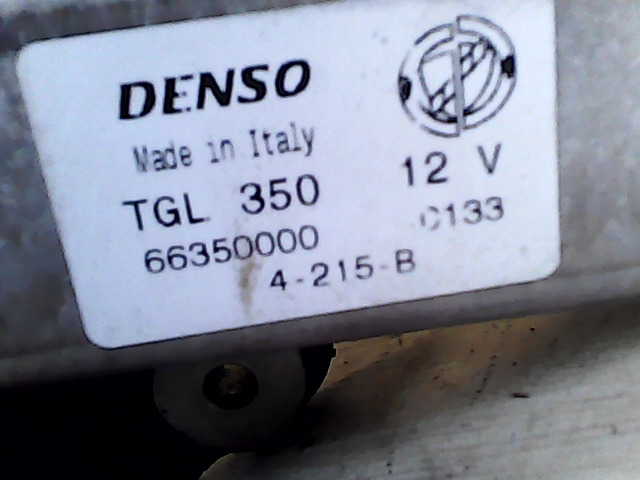 DENSO
Made in Italy
TGL 350 12 V
66350000 C133
4-215-B